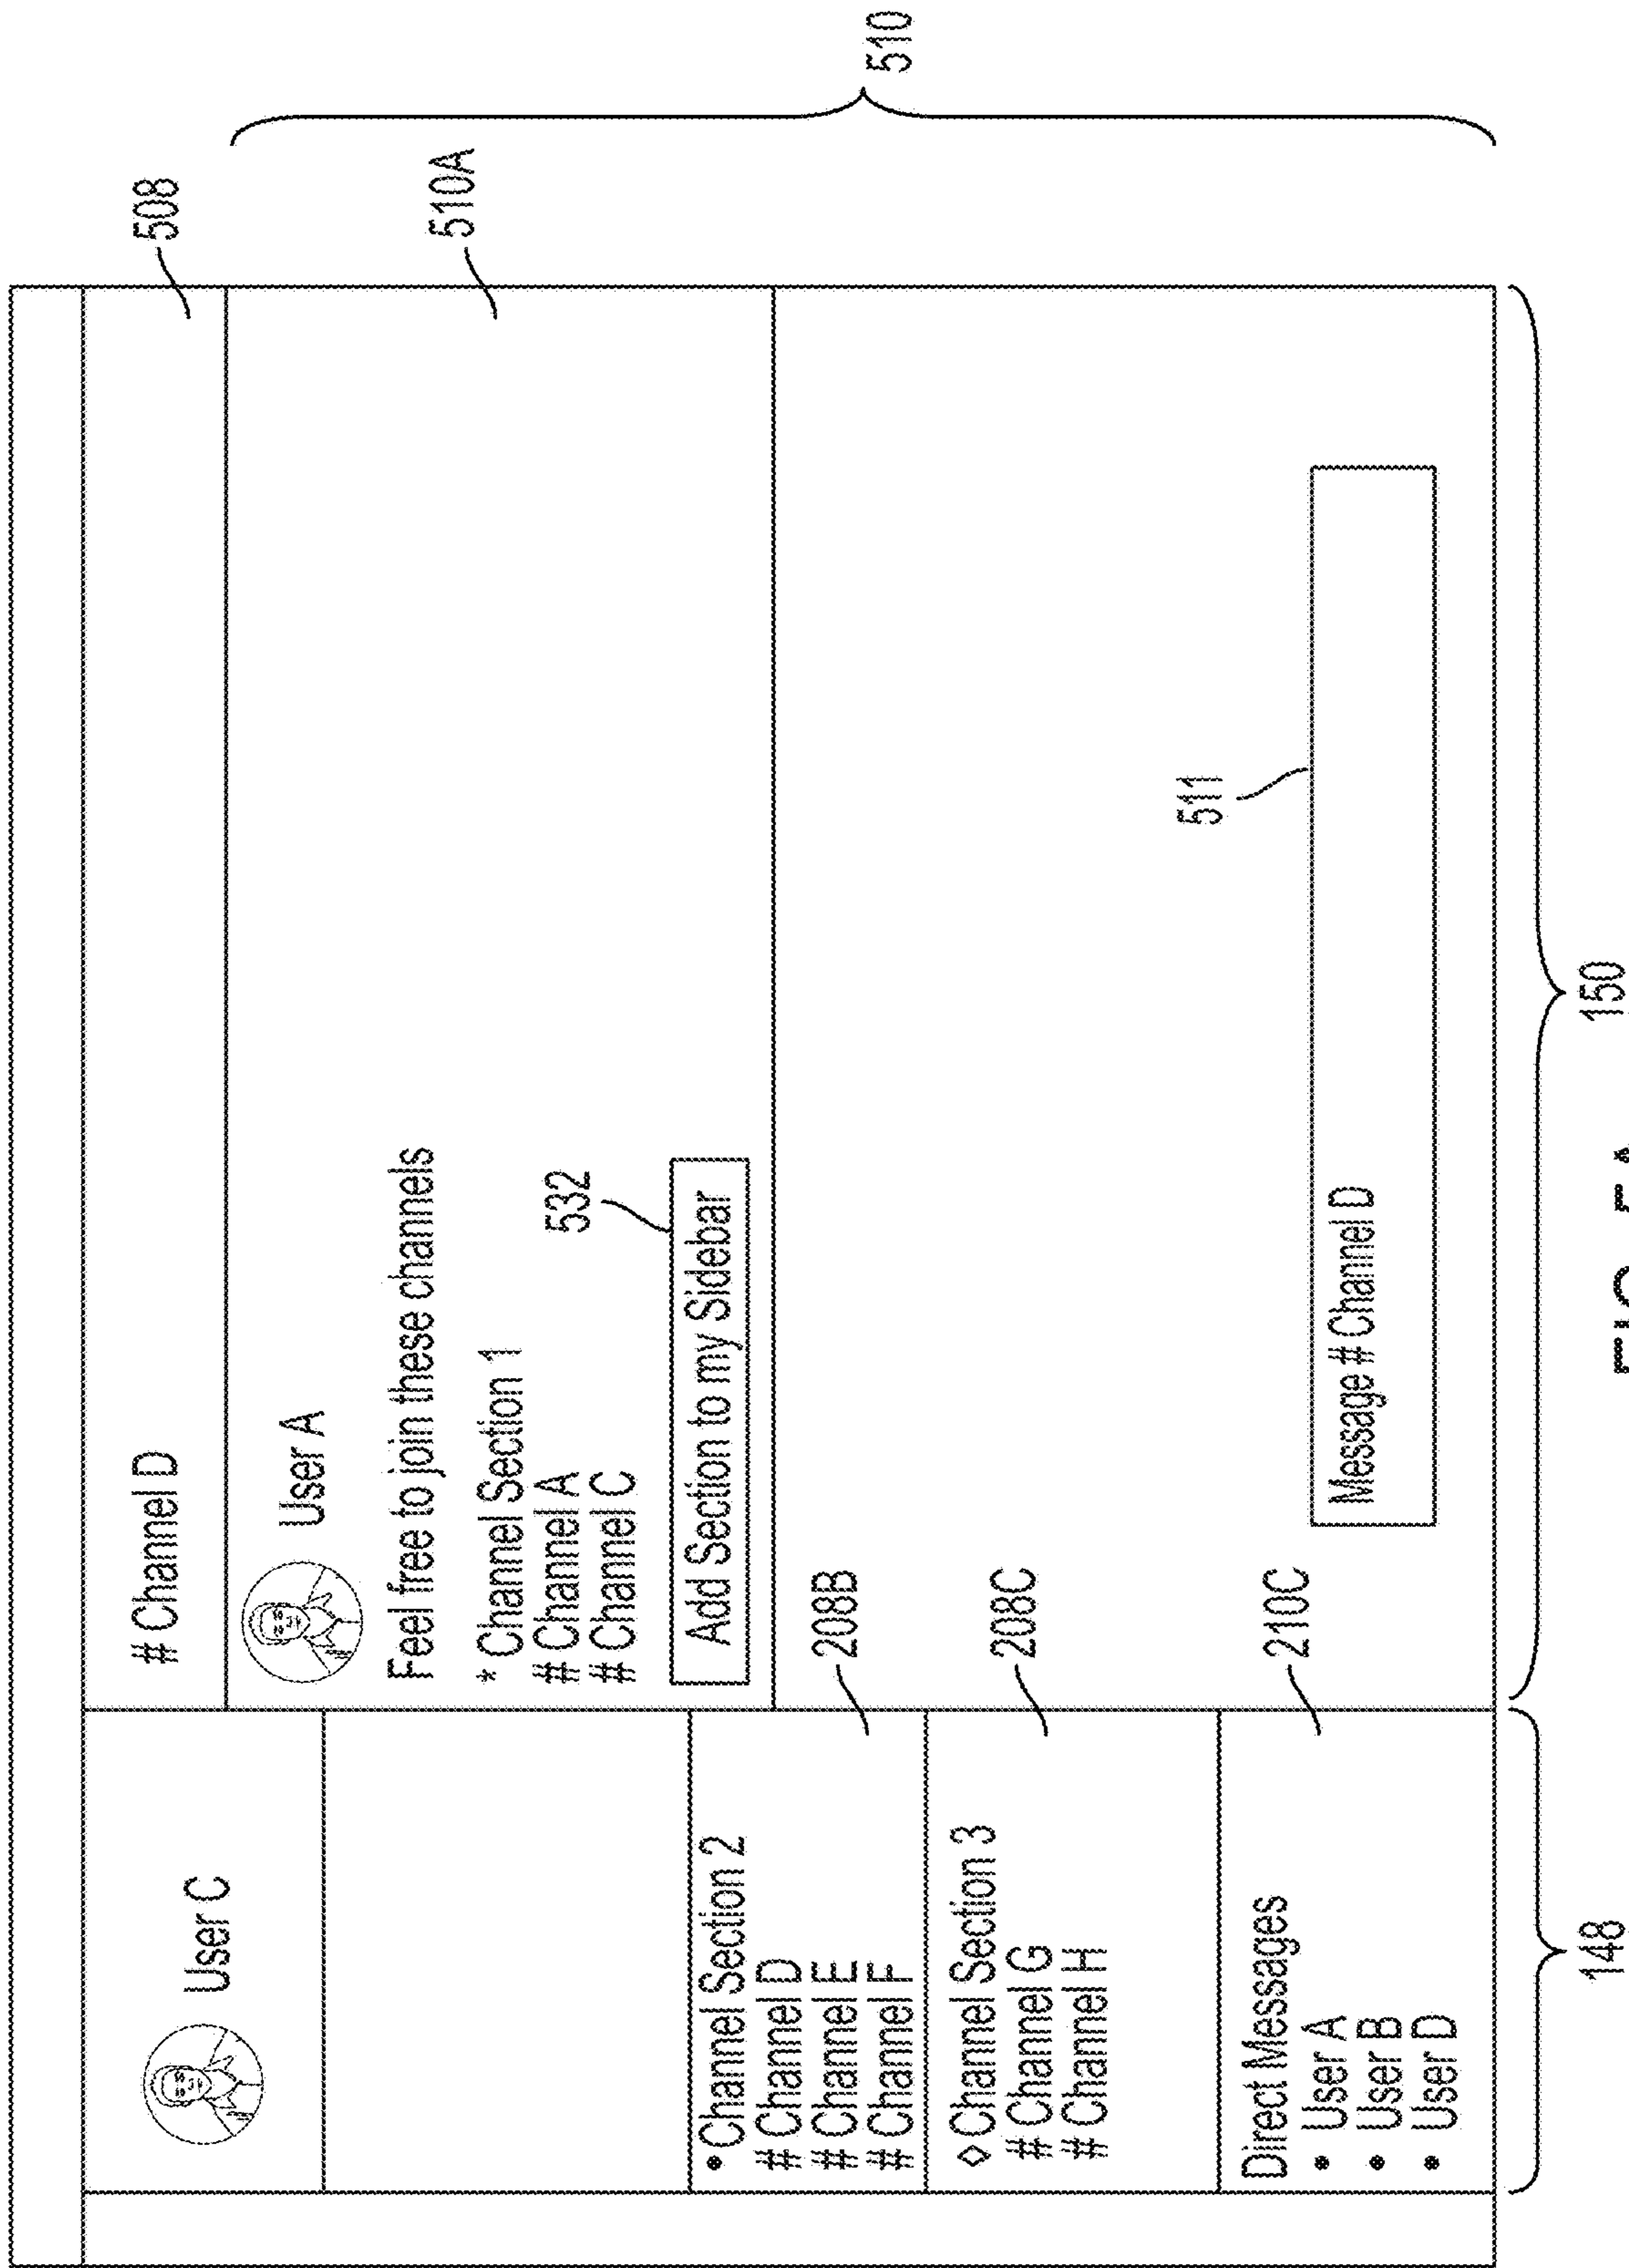 User C
• Channel Section 2
# Channel D
# Channel E
# Channel F
208B
◇ Channel Section 3
# Channel G
# Channel H
208C
Direct Messages
• User A
• User B
• User D
210C
148
# Channel D
508
User A
Feel free to join these channels
* Channel Section 1
# Channel A
# Channel C
532
Add Section to my Sidebar
510A
510
511
Message # Channel D
150
FIG. 5A